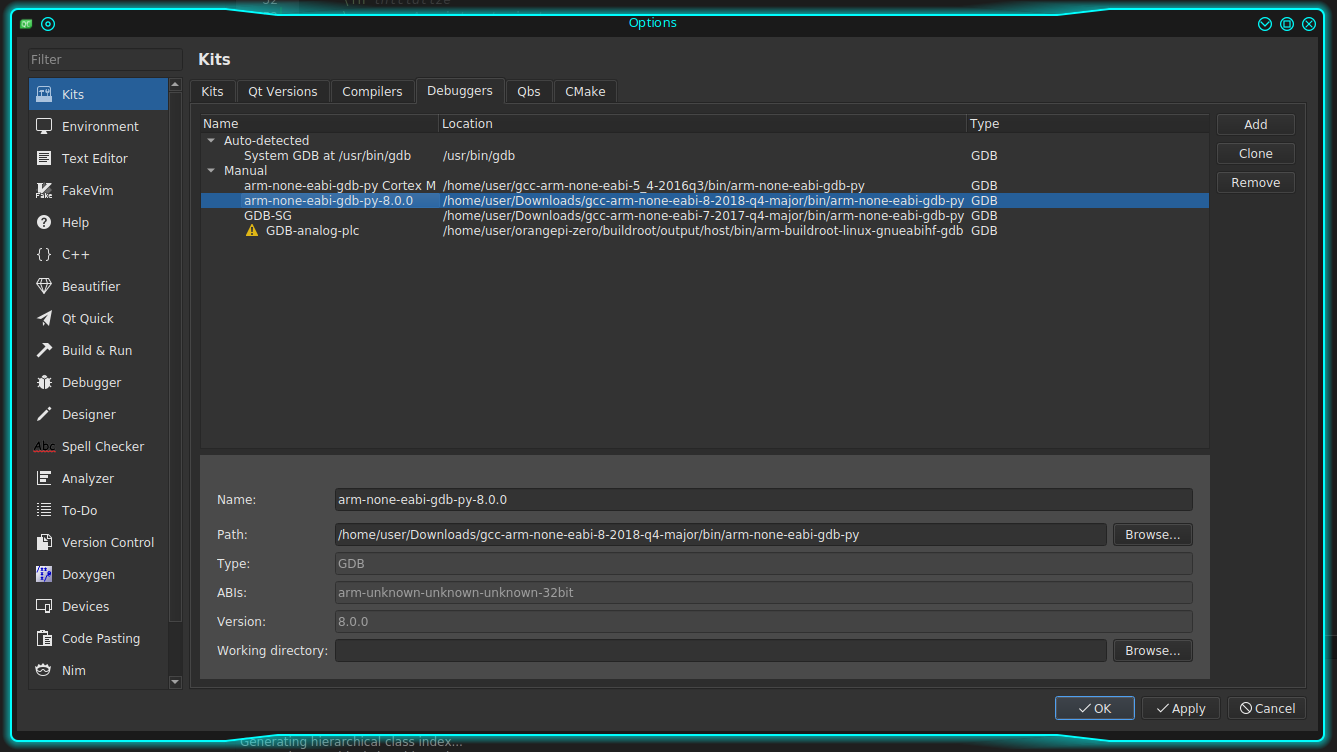 Options
Filter
Kits
Environment
Text Editor
FakeVim
Help
C++
Beautifier
Qt Quick
Build & Run
Debugger
Designer
Abc Spell Checker
Analyzer
To-Do
Version Control
Doxygen
Devices
Code Pasting
Nim
Kits
Kits Qt Versions Compilers Debuggers Qbs CMake
Name Location Type
Auto-detected
System GDB at /usr/bin/gdb /usr/bin/gdb GDB
Manual
arm-none-eabi-gdb-py Cortex M /home/user/gcc-arm-none-eabi-5_4-2016q3/bin/arm-none-eabi-gdb-py GDB
arm-none-eabi-gdb-py-8.0.0 /home/user/Downloads/gcc-arm-none-eabi-8-2018-q4-major/bin/arm-none-eabi-gdb-py GDB
GDB-SG /home/user/Downloads/gcc-arm-none-eabi-7-2017-q4-major/bin/arm-none-eabi-gdb-py GDB
GDB-analog-plc /home/user/orangepi-zero/buildroot/output/host/bin/arm-buildroot-linux-gnueabihf-gdb GDB
Add
Clone
Remove
Name: arm-none-eabi-gdb-py-8.0.0
Path: /home/user/Downloads/gcc-arm-none-eabi-8-2018-q4-major/bin/arm-none-eabi-gdb-py Browse...
Type: GDB
ABIs: arm-unknown-unknown-unknown-32bit
Version: 8.0.0
Working directory: Browse...
OK Apply Cancel
Generating hierarchical class index...